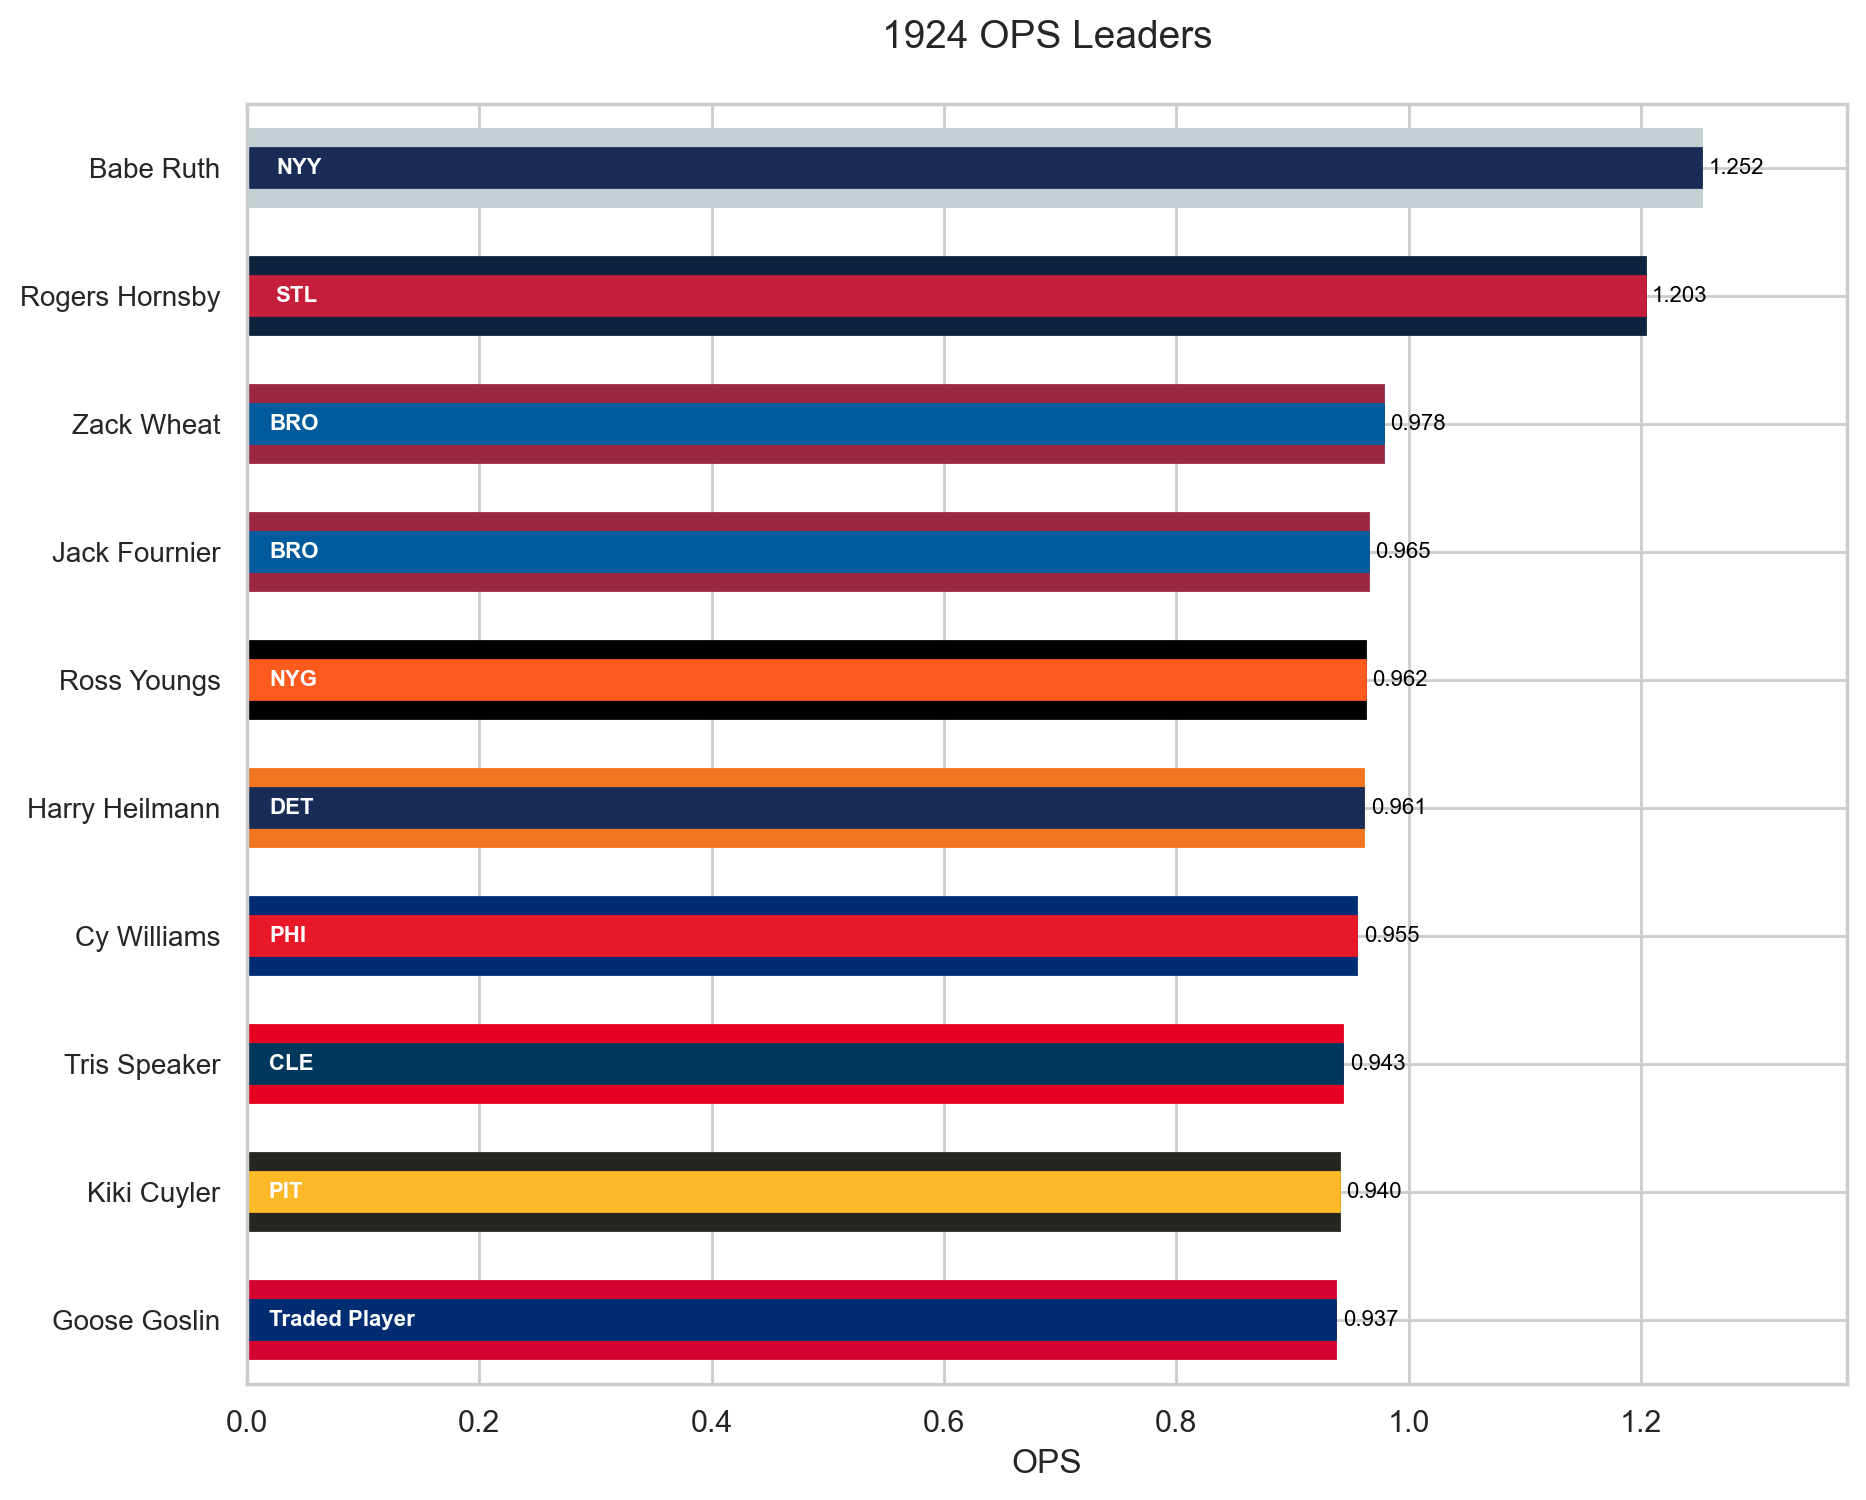 1924 OPS Leaders
Babe Ruth NYY 1.252
Rogers Hornsby STL 1.203
Zack Wheat BRO 0.978
Jack Fournier BRO 0.965
Ross Youngs NYG 0.962
Harry Heilmann DET 0.961
Cy Williams PHI 0.955
Tris Speaker CLE 0.943
Kiki Cuyler PIT 0.940
Goose Goslin Traded Player 0.937
0.0 0.2 0.4 0.6 0.8 1.0 1.2
OPS